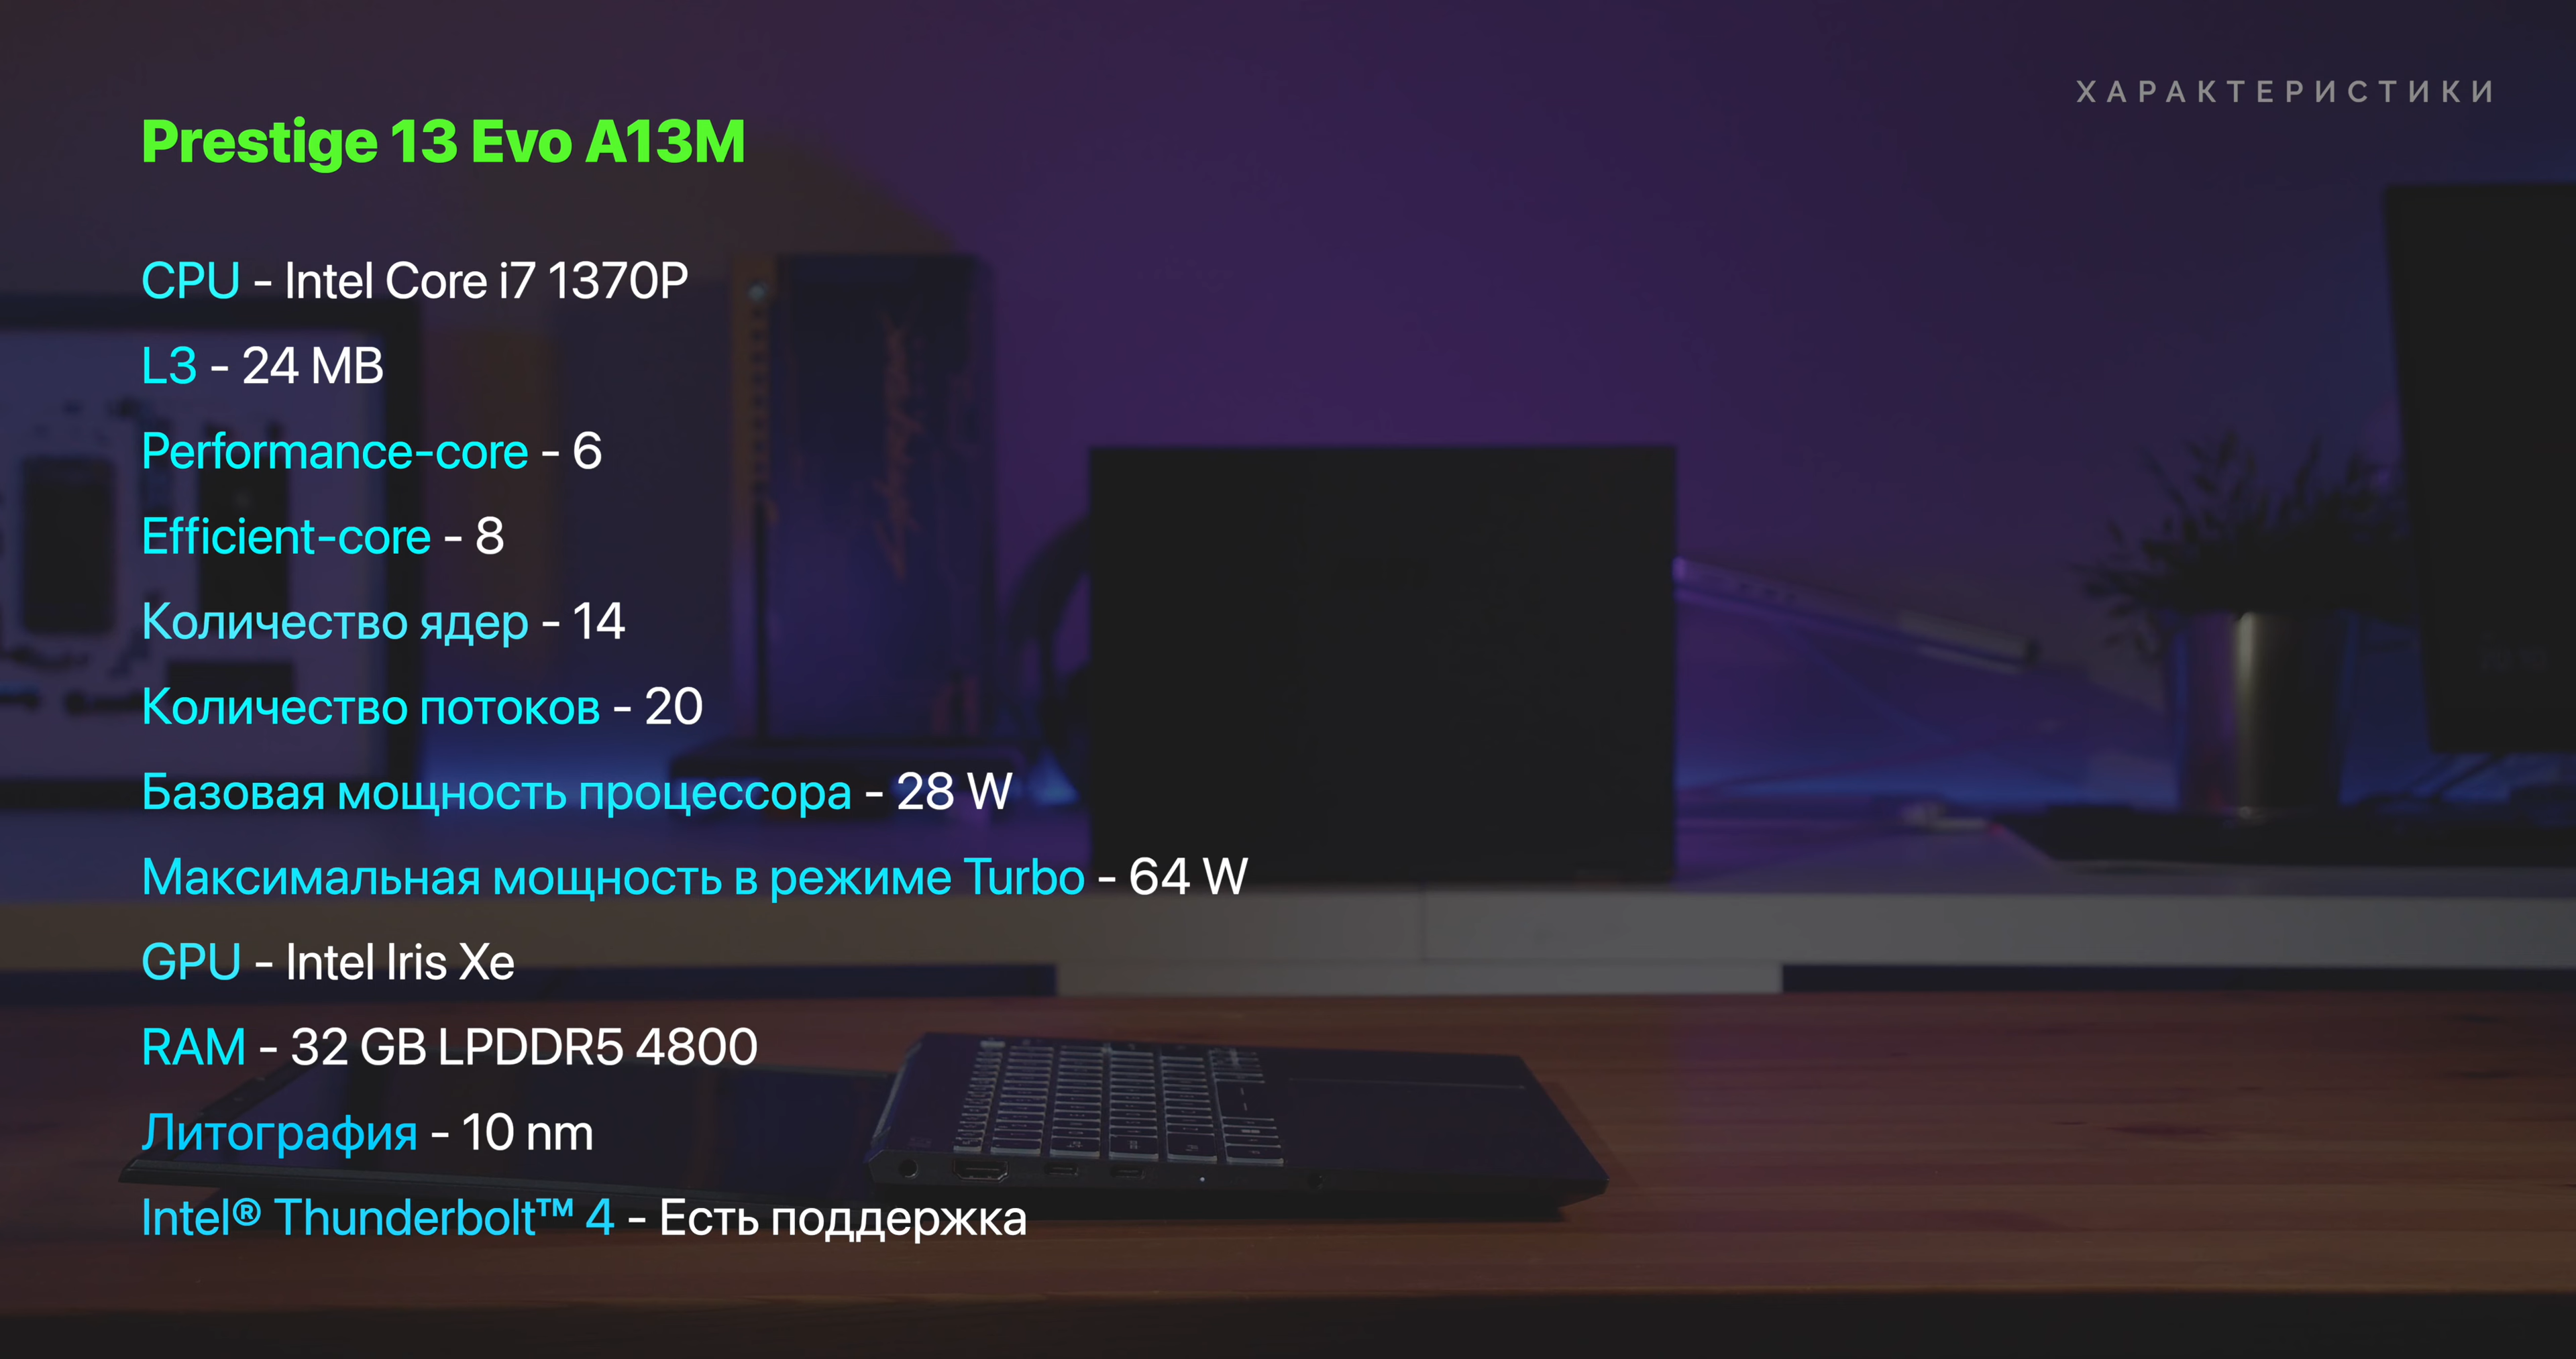 ХАРАКТЕРИСТИКИ
Prestige 13 Evo A13M
CPU - Intel Core i7 1370P
L3 - 24 MB
Performance-core - 6
Efficient-core - 8
Количество ядер - 14
Количество потоков - 20
Базовая мощность процессора - 28 W
Максимальная мощность в режиме Turbo - 64 W
GPU - Intel Iris Xe
RAM - 32 GB LPDDR5 4800
Литография - 10 nm
Intel® Thunderbolt™ 4 - Есть поддержка